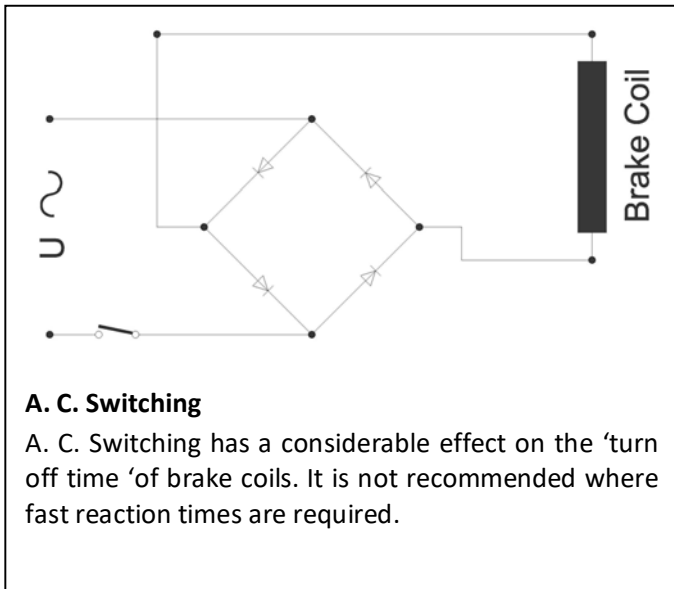 U ~
Brake Coil
A. C. Switching
A. C. Switching has a considerable effect on the ‘turn
off time ‘of brake coils. It is not recommended where
fast reaction times are required.